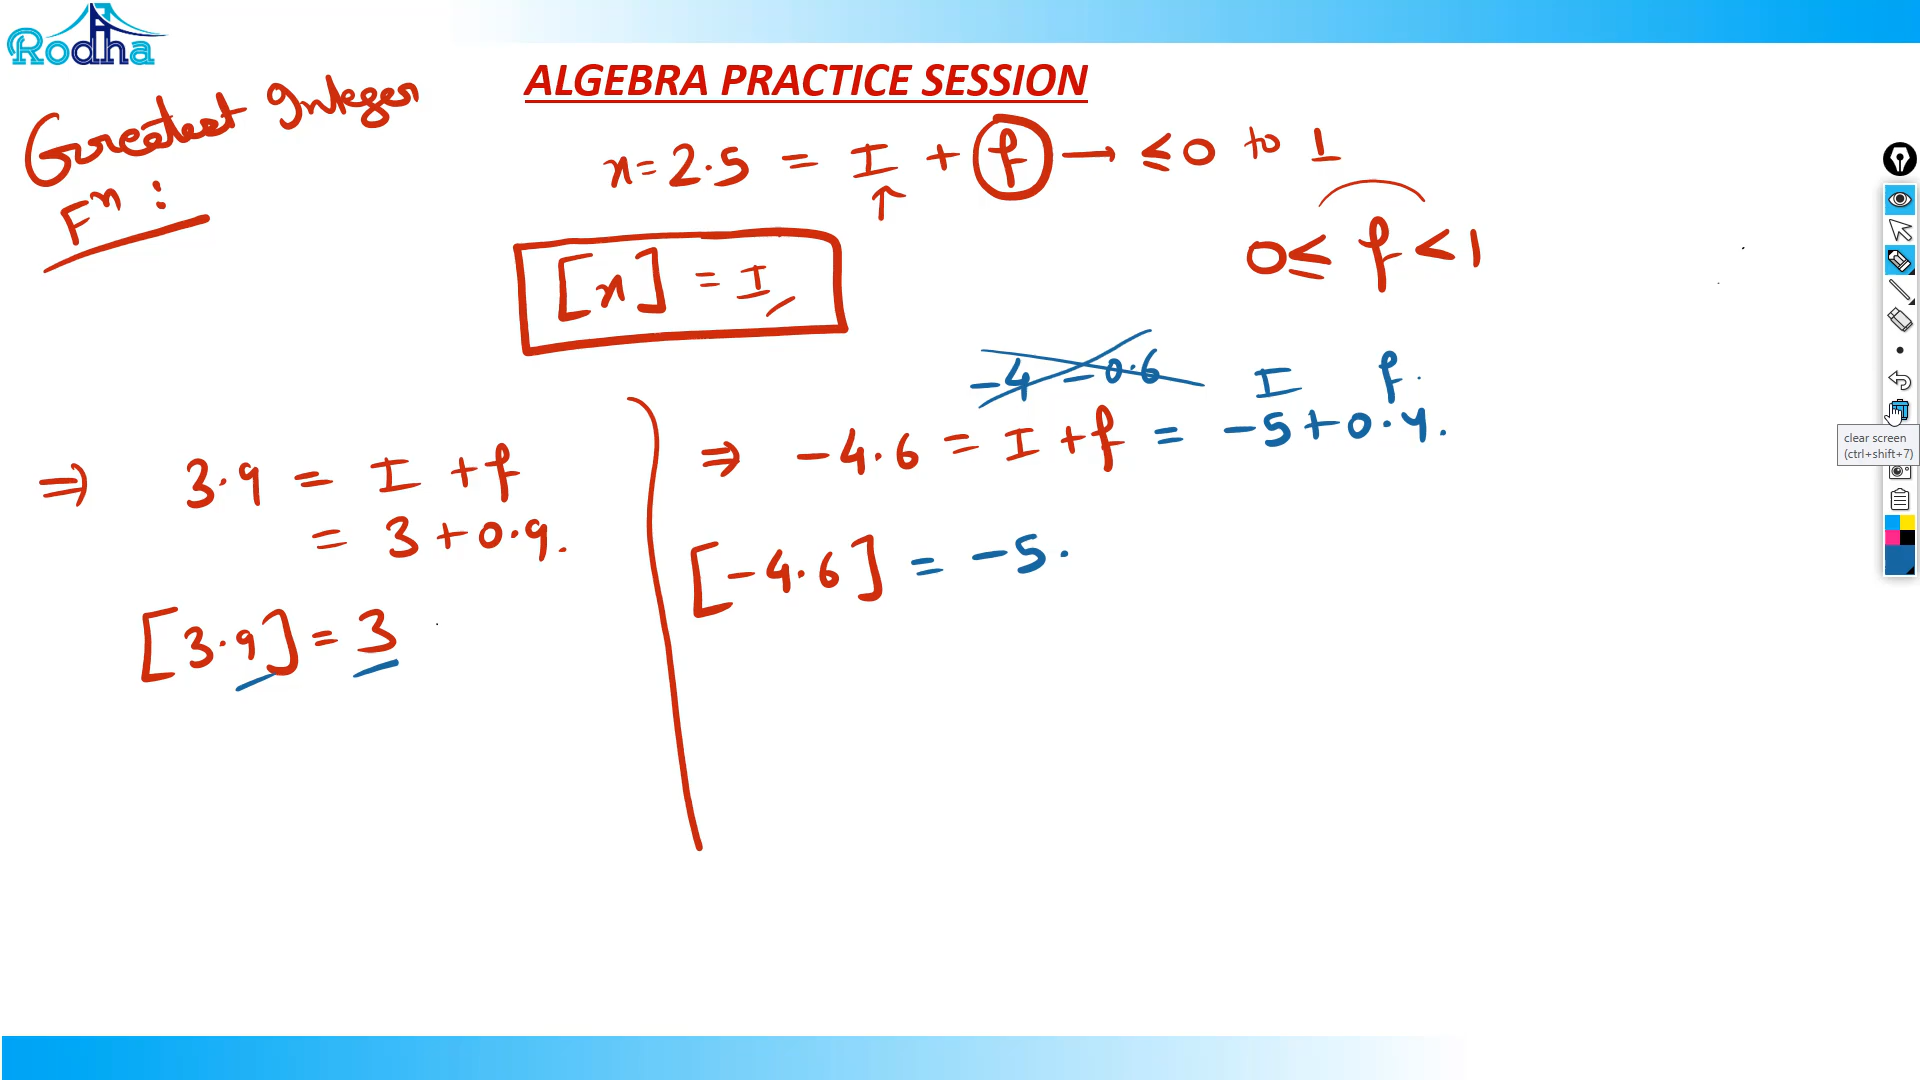 Rodha
ALGEBRA PRACTICE SESSION
Greatest Integer
Fⁿ :
x = 2.5 = I + f → ≤ 0 to 1
↑
0 ≤ f < 1
[x] = I
-4 - 0.6
I f
⇒ 3.9 = I + f
= 3 + 0.9.
[3.9] = 3
⇒ -4.6 = I + f = -5 + 0.4.
[-4.6] = -5.
clear screen
(ctrl+shift+7)